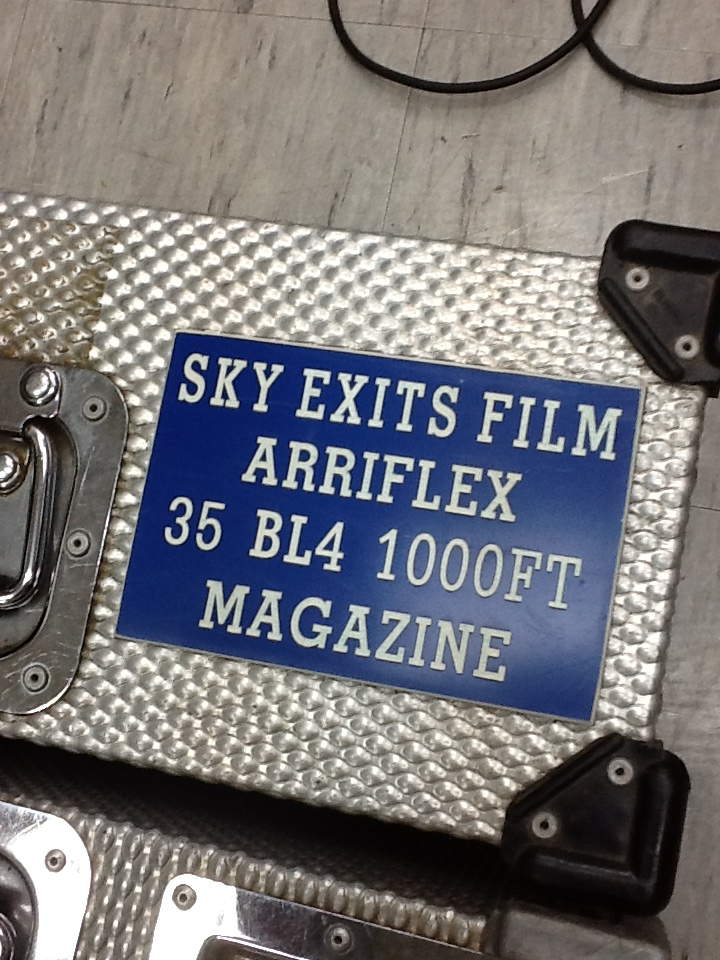 SKY EXITS FILM
ARRIFLEX
35 BL4 1000FT
MAGAZINE